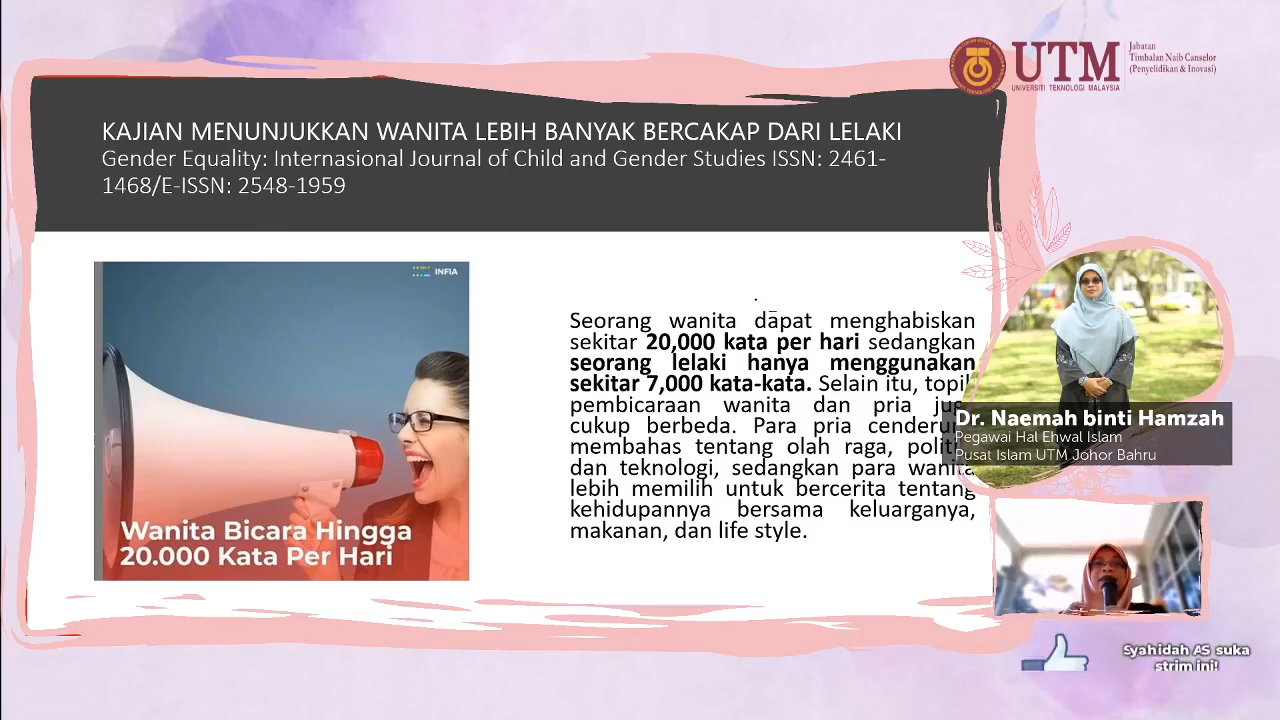 UTM
UNIVERSITI TEKNOLOGI MALAYSIA
Jabatan
Timbalan Naib Canselor
(Penyelidikan & Inovasi)
KAJIAN MENUNJUKKAN WANITA LEBIH BANYAK BERCAKAP DARI LELAKI
Gender Equality: Internasional Journal of Child and Gender Studies ISSN: 2461-
1468/E-ISSN: 2548-1959
INFIA
Wanita Bicara Hingga
20.000 Kata Per Hari
Seorang wanita dapat menghabiskan
sekitar 20,000 kata per hari sedangkan
seorang lelaki hanya menggunakan
sekitar 7,000 kata-kata. Selain itu,
pembicaraan wanita dan pria
cukup berbeda. Para pria
membahas tentang olah raga,
dan teknologi, sedangkan para wanita
lebih memilih untuk bercerita tentang
kehidupannya bersama keluarganya,
makanan, dan life style.
Dr. Naemah binti Hamzah
Pegawai Hal Ehwal Islam
Pusat Islam UTM Johor Bahru
Syahidah AS suka
strim ini!